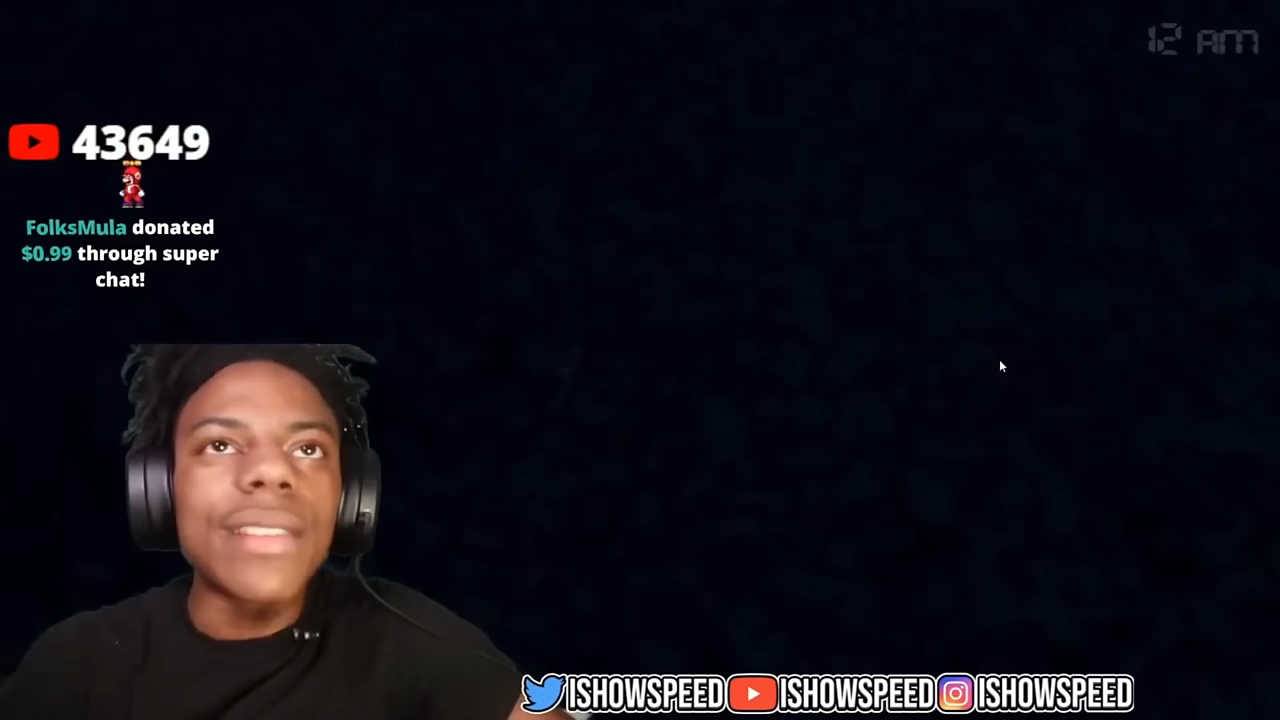 12 AM
43649
FolksMula donated
$0.99 through super
chat!
ISHOWSPEED ISHOWSPEED ISHOWSPEED